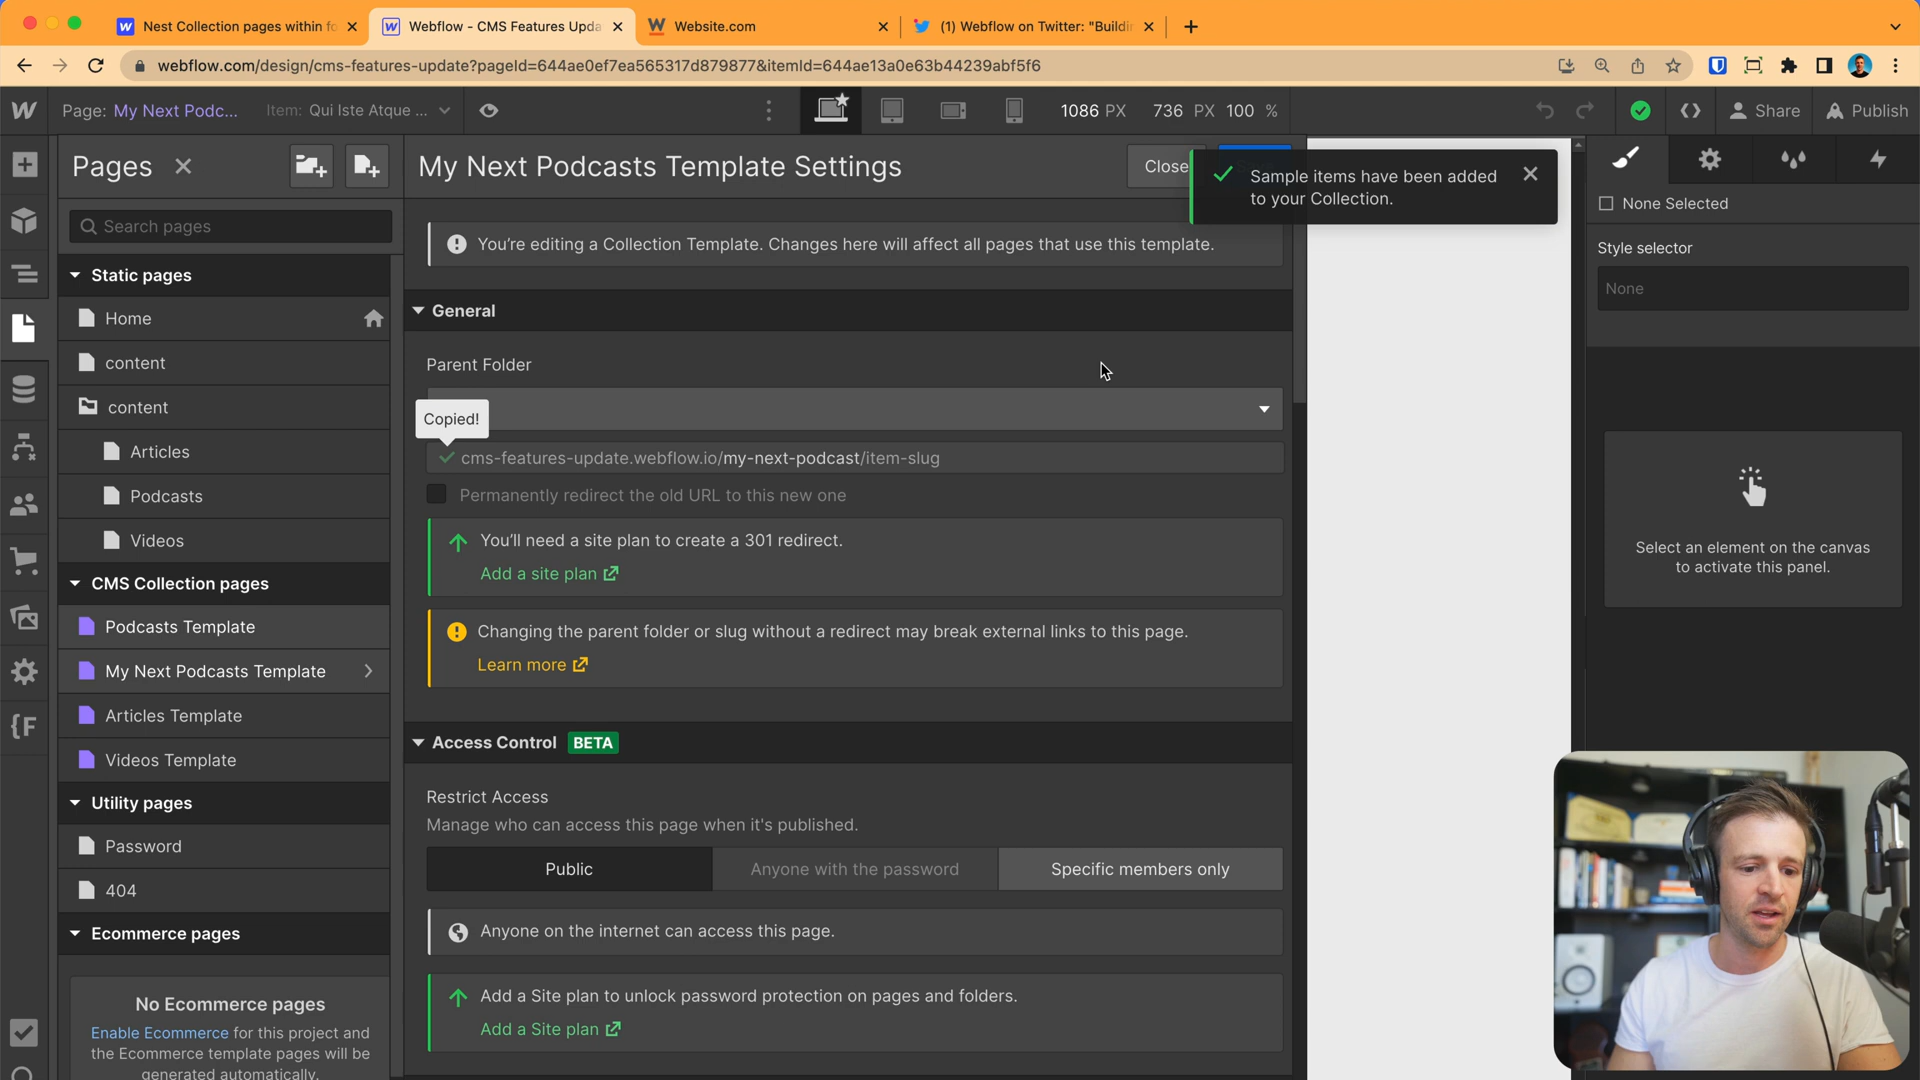 Nest Collection pages within fo
Webflow - CMS Features Upda
Website.com
(1) Webflow on Twitter: "Buildi
webflow.com/design/cms-features-update?pageId=644ae0ef7ea565317d879877&itemId=644ae13a0e63b44239abf5f6
Page: My Next Podc...
Item: Qui Iste Atque ...
1086 PX 736 PX 100 %
Share
Publish
Pages
My Next Podcasts Template Settings
Close
Sample items have been added
to your Collection.
Search pages
You're editing a Collection Template. Changes here will affect all pages that use this template.
None Selected
Style selector
None
Static pages
Home
content
content
Articles
Podcasts
Videos
CMS Collection pages
Podcasts Template
My Next Podcasts Template
Articles Template
Videos Template
Utility pages
Password
404
Ecommerce pages
No Ecommerce pages
Enable Ecommerce for this project and
the Ecommerce template pages will be
generated automatically.
General
Parent Folder
Copied!
cms-features-update.webflow.io/my-next-podcast/item-slug
Permanently redirect the old URL to this new one
You'll need a site plan to create a 301 redirect.
Add a site plan
Changing the parent folder or slug without a redirect may break external links to this page.
Learn more
Access Control BETA
Restrict Access
Manage who can access this page when it's published.
Public
Anyone with the password
Specific members only
Anyone on the internet can access this page.
Add a Site plan to unlock password protection on pages and folders.
Add a Site plan
Select an element on the canvas
to activate this panel.